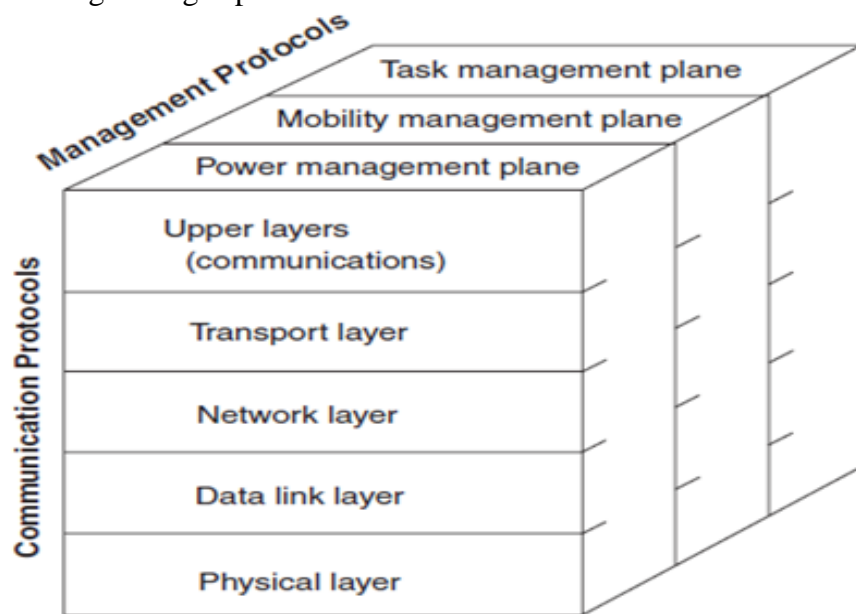 Management Protocols
Task management plane
Mobility management plane
Power management plane
Communication Protocols
Upper layers
(communications)
Transport layer
Network layer
Data link layer
Physical layer